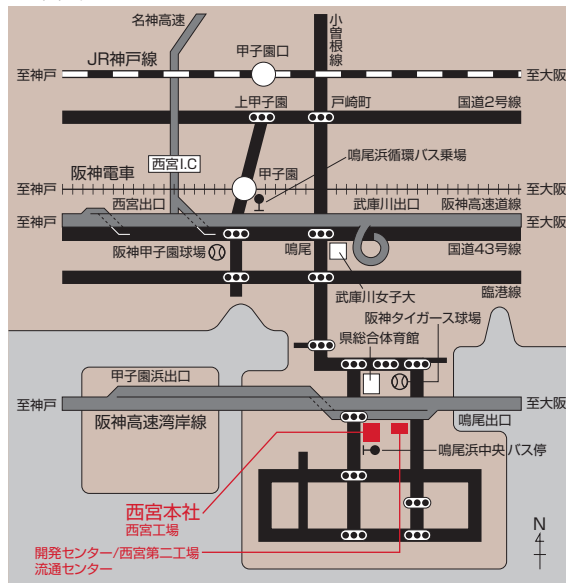 名神高速
小曽根線
甲子園口
JR神戸線
至神戸
至大阪
上甲子園
戸崎町
国道2号線
西宮I.C
鳴尾浜循環バス乗場
阪神電車
甲子園
至神戸
至大阪
西宮出口
武庫川出口
阪神高速道線
至神戸
至大阪
阪神甲子園球場
鳴尾
国道43号線
武庫川女子大
臨港線
阪神タイガース球場
県総合体育館
甲子園浜出口
至神戸
至大阪
阪神高速湾岸線
鳴尾出口
鳴尾浜中央 バス停
西宮本社
西宮工場
開発センター/西宮第二工場
流通センター
N